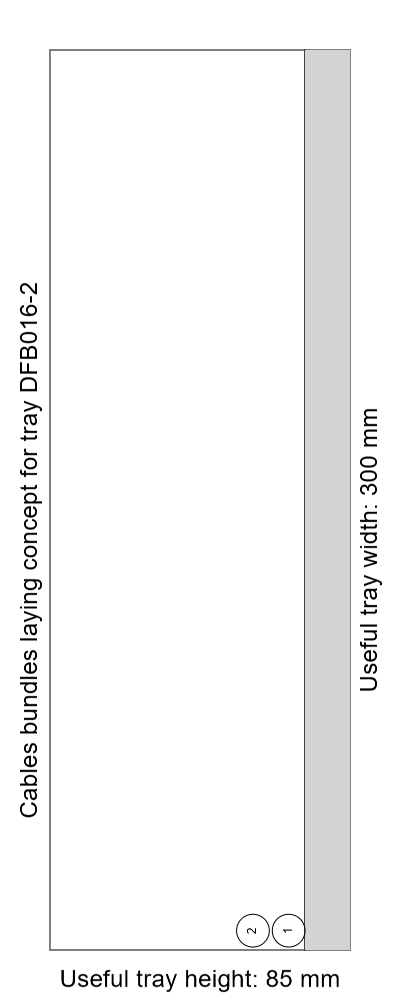 Cables bundles laying concept for tray DFB016-2
Useful tray width: 300 mm
2
1
Useful tray height: 85 mm